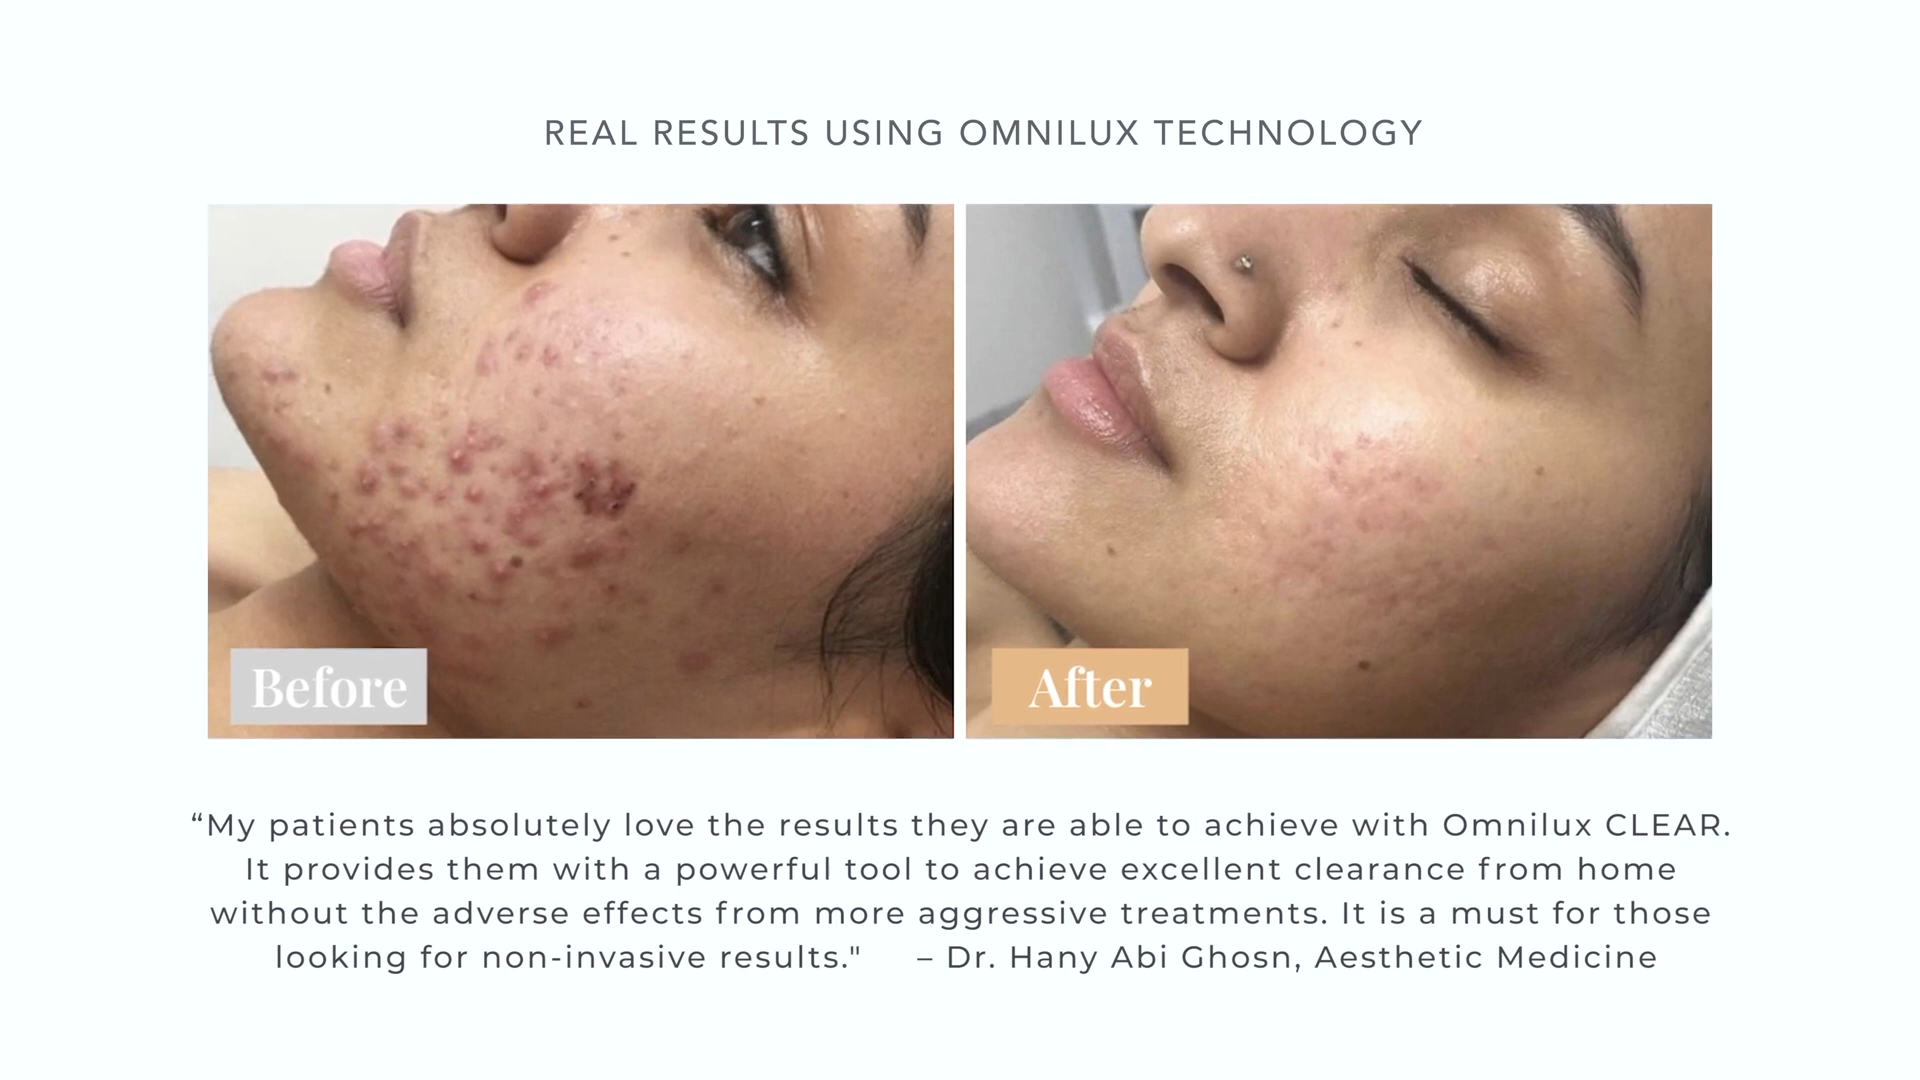 REAL RESULTS USING OMNILUX TECHNOLOGY
Before
After
“My patients absolutely love the results they are able to achieve with Omnilux CLEAR.
It provides them with a powerful tool to achieve excellent clearance from home
without the adverse effects from more aggressive treatments. It is a must for those
looking for non-invasive results." – Dr. Hany Abi Ghosn, Aesthetic Medicine